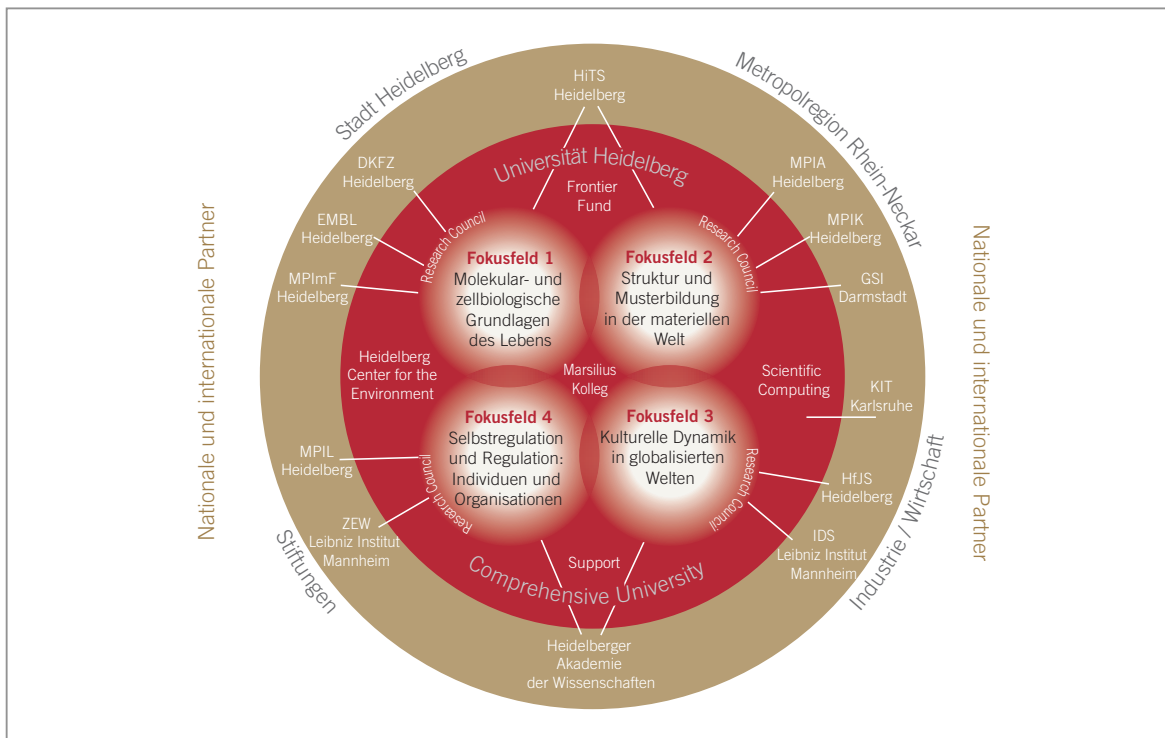 Stadt Heidelberg
Metropolregion Rhein-Neckar
Nationale und internationale Partner
Nationale und internationale Partner
Stiftungen
Industrie / Wirtschaft
HiTS
Heidelberg
DKFZ
Heidelberg
EMBL
Heidelberg
MPImF
Heidelberg
MPIA
Heidelberg
MPIK
Heidelberg
GSI
Darmstadt
Universität Heidelberg
Frontier
Fund
Research Council
Fokusfeld 1
Molekular- und
zellbiologische
Grundlagen
des Lebens
Research Council
Fokusfeld 2
Struktur und
Musterbildung
in der materiellen
Welt
Heidelberg
Center for the
Environment
Marsilius
Kolleg
Scientific
Computing
KIT
Karlsruhe
Fokusfeld 4
Selbstregulation
und Regulation:
Individuen und
Organisationen
Research Council
Fokusfeld 3
Kulturelle Dynamik
in globalisierten
Welten
Research Council
MPIL
Heidelberg
ZEW
Leibniz Institut
Mannheim
HfJS
Heidelberg
IDS
Leibniz Institut
Mannheim
Support
Comprehensive University
Heidelberger
Akademie
der Wissenschaften